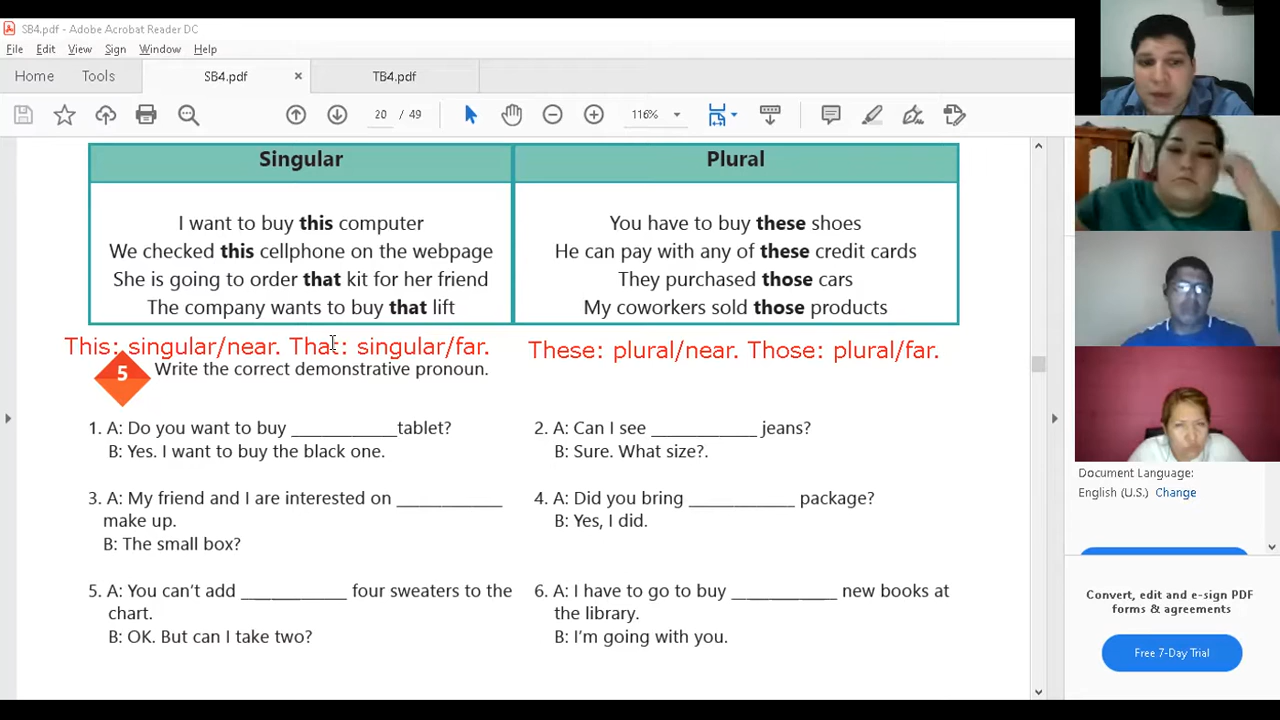 SB4.pdf - Adobe Acrobat Reader DC
File Edit View Sign Window Help
Home Tools SB4.pdf × TB4.pdf
20 / 49 116%
Singular Plural
I want to buy this computer
We checked this cellphone on the webpage
She is going to order that kit for her friend
The company wants to buy that lift
You have to buy these shoes
He can pay with any of these credit cards
They purchased those cars
My coworkers sold those products
This: singular/near. That: singular/far.
These: plural/near. Those: plural/far.
5 Write the correct demonstrative pronoun.
1. A: Do you want to buy ____________tablet?
B: Yes. I want to buy the black one.
2. A: Can I see ____________ jeans?
B: Sure. What size?.
3. A: My friend and I are interested on ____________
make up.
B: The small box?
4. A: Did you bring ____________ package?
B: Yes, I did.
5. A: You can't add ____________ four sweaters to the
chart.
B: OK. But can I take two?
6. A: I have to go to buy ____________ new books at
the library.
B: I'm going with you.
Document Language:
English (U.S.) Change
Convert, edit and e-sign PDF
forms & agreements
Free 7-Day Trial